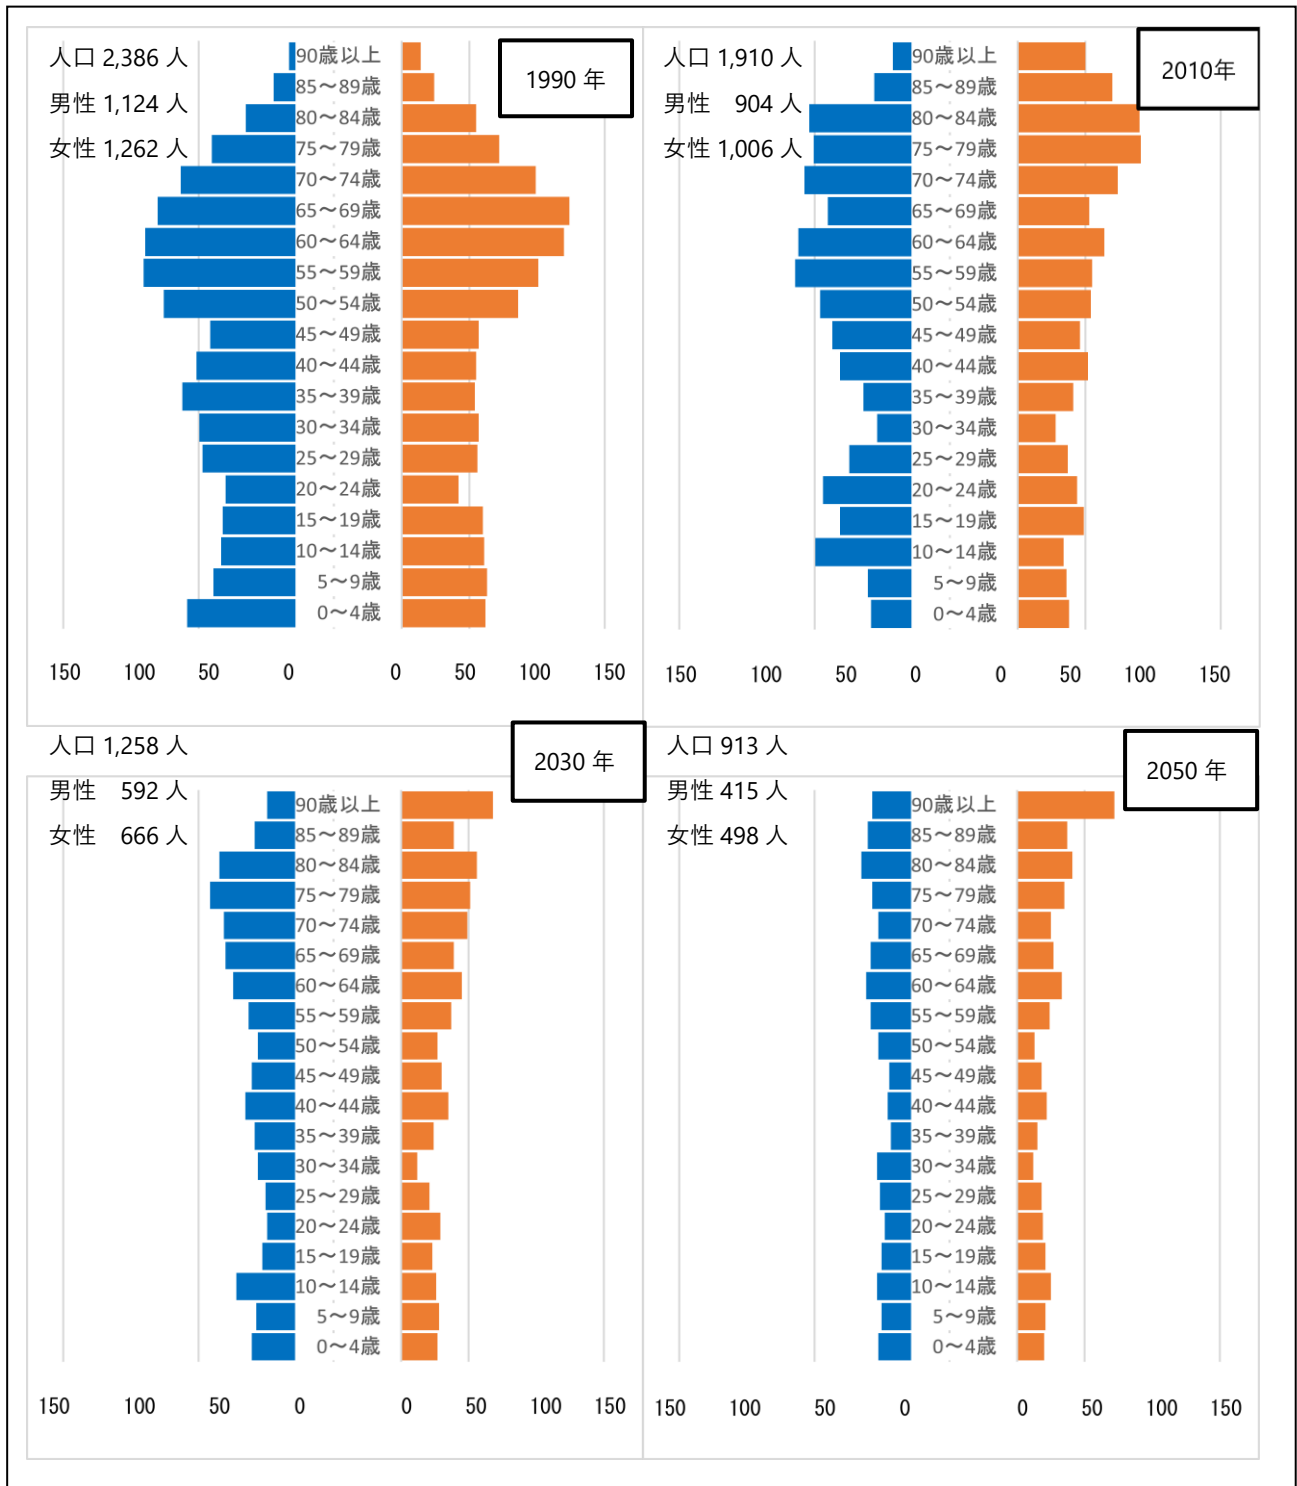 人口 2,386 人
男性 1,124 人
女性 1,262 人
1990 年
90歳以上
85～89歳
80～84歳
75～79歳
70～74歳
65～69歳
60～64歳
55～59歳
50～54歳
45～49歳
40～44歳
35～39歳
30～34歳
25～29歳
20～24歳
15～19歳
10～14歳
5～9歳
0～4歳
150 100 50 0 0 50 100 150
人口 1,910 人
男性 904 人
女性 1,006 人
2010年
90歳以上
85～89歳
80～84歳
75～79歳
70～74歳
65～69歳
60～64歳
55～59歳
50～54歳
45～49歳
40～44歳
35～39歳
30～34歳
25～29歳
20～24歳
15～19歳
10～14歳
5～9歳
0～4歳
150 100 50 0 0 50 100 150
人口 1,258 人
男性 592 人
女性 666 人
2030 年
90歳以上
85～89歳
80～84歳
75～79歳
70～74歳
65～69歳
60～64歳
55～59歳
50～54歳
45～49歳
40～44歳
35～39歳
30～34歳
25～29歳
20～24歳
15～19歳
10～14歳
5～9歳
0～4歳
150 100 50 0 0 50 100 150
人口 913 人
男性 415 人
女性 498 人
2050 年
90歳以上
85～89歳
80～84歳
75～79歳
70～74歳
65～69歳
60～64歳
55～59歳
50～54歳
45～49歳
40～44歳
35～39歳
30～34歳
25～29歳
20～24歳
15～19歳
10～14歳
5～9歳
0～4歳
150 100 50 0 0 50 100 150